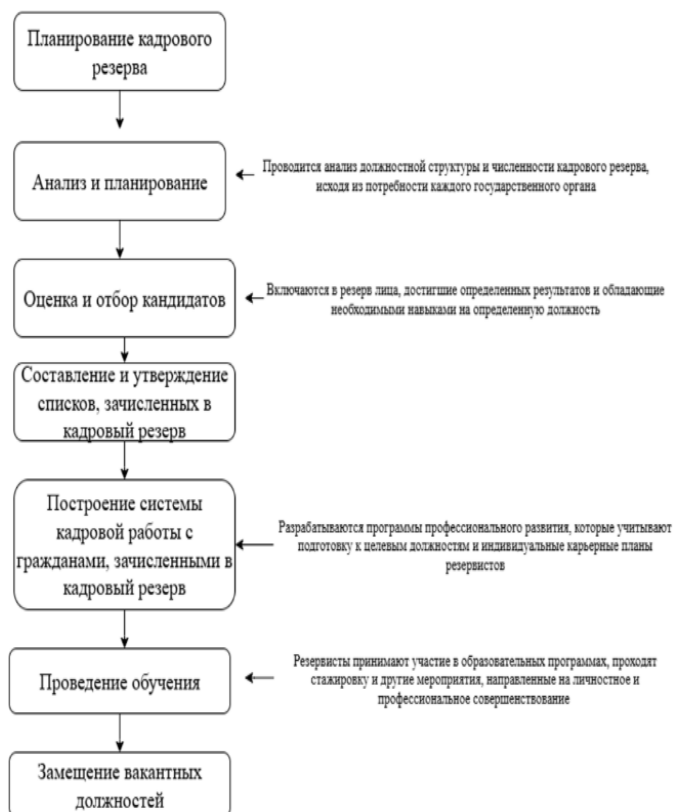 Планирование кадрового
резерва
Анализ и планирование
Проводится анализ должностной структуры и численности кадрового резерва,
исходя из потребности каждого государственного органа
Оценка и отбор кандидатов
Включаются в резерв лица, достигшие определенных результатов и обладающие
необходимыми навыками на определенную должность
Составление и утверждение
списков, зачисленных в
кадровый резерв
Построение системы
кадровой работы с
гражданами, зачисленными в
кадровый резерв
Разрабатываются программы профессионального развития, которые учитывают
подготовку к целевым должностям и индивидуальные карьерные планы
резервистов
Проведение обучения
Резервисты принимают участие в образовательных программах, проходят
стажировку и другие мероприятия, направленные на личностное и
профессиональное совершенствование
Замещение вакантных
должностей